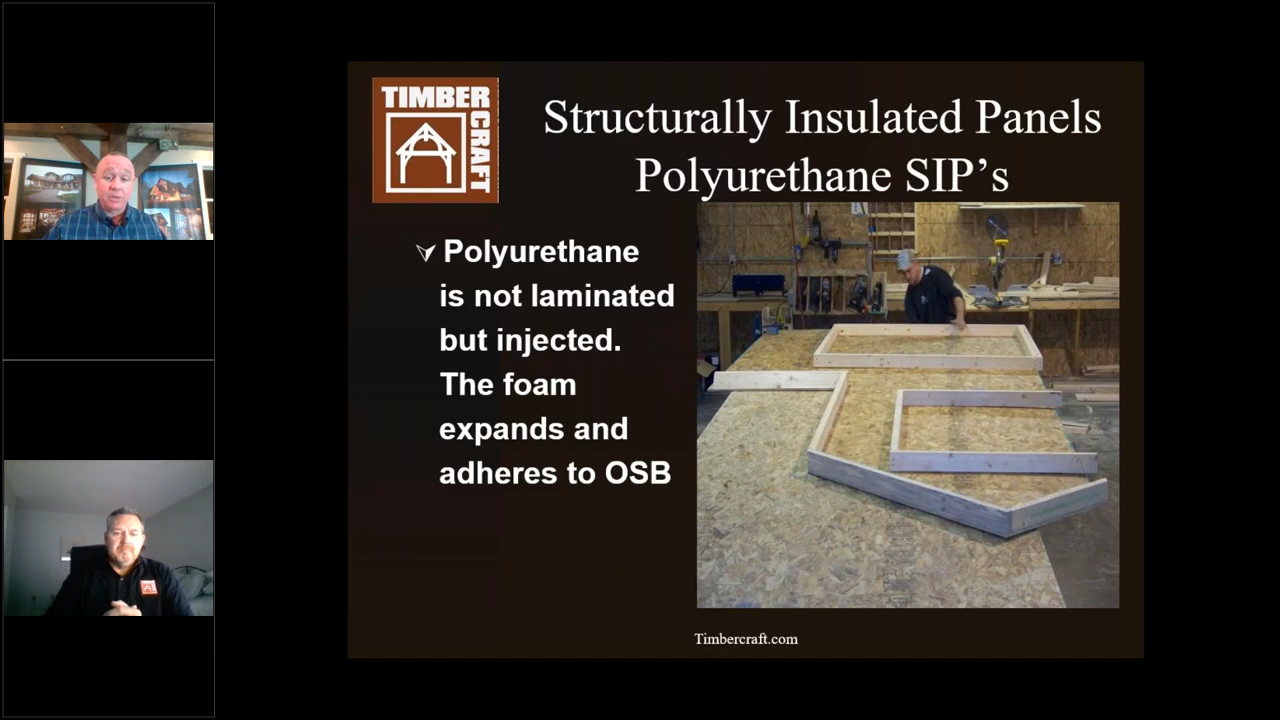 TIMBER
CRAFT
Structurally Insulated Panels
Polyurethane SIP’s
Polyurethane
is not laminated
but injected.
The foam
expands and
adheres to OSB
Timbercraft.com